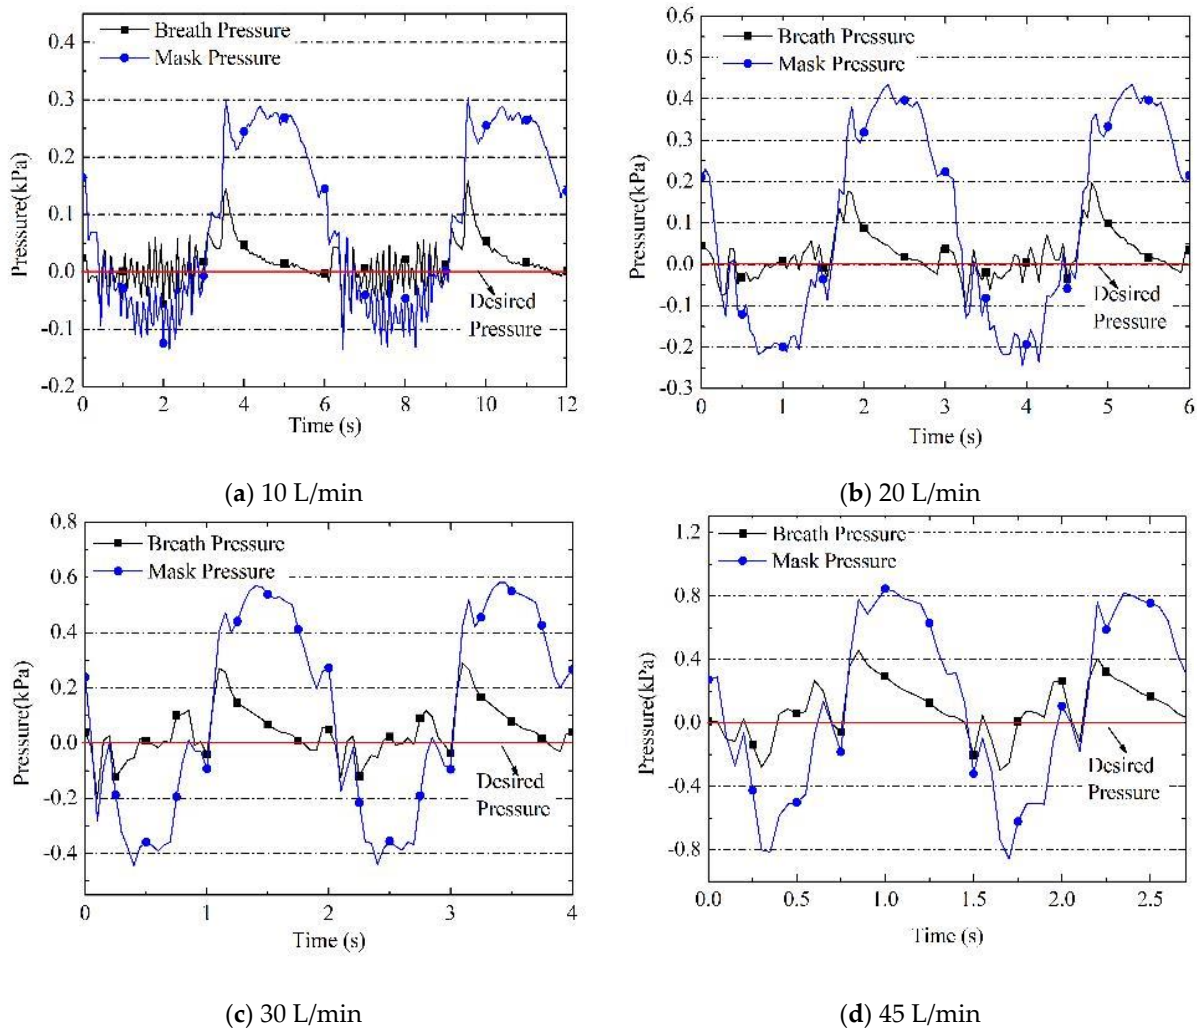 Breath Pressure
Mask Pressure
Pressure(kPa)
0.4
0.3
0.2
0.1
0.0
-0.1
-0.2
Desired
Pressure
0 2 4 6 8 10 12
Time (s)
(a) 10 L/min
Breath Pressure
Mask Pressure
Pressure(kPa)
0.6
0.5
0.4
0.3
0.2
0.1
0.0
-0.1
-0.2
-0.3
Desired
Pressure
0 1 2 3 4 5 6
Time (s)
(b) 20 L/min
Breath Pressure
Mask Pressure
Pressure(kPa)
0.8
0.6
0.4
0.2
0.0
-0.2
-0.4
Desired
Pressure
0 1 2 3 4
Time (s)
(c) 30 L/min
Breath Pressure
Mask Pressure
Pressure(kPa)
1.2
0.8
0.4
0.0
-0.4
-0.8
Desired
Pressure
0.0 0.5 1.0 1.5 2.0 2.5
Time (s)
(d) 45 L/min